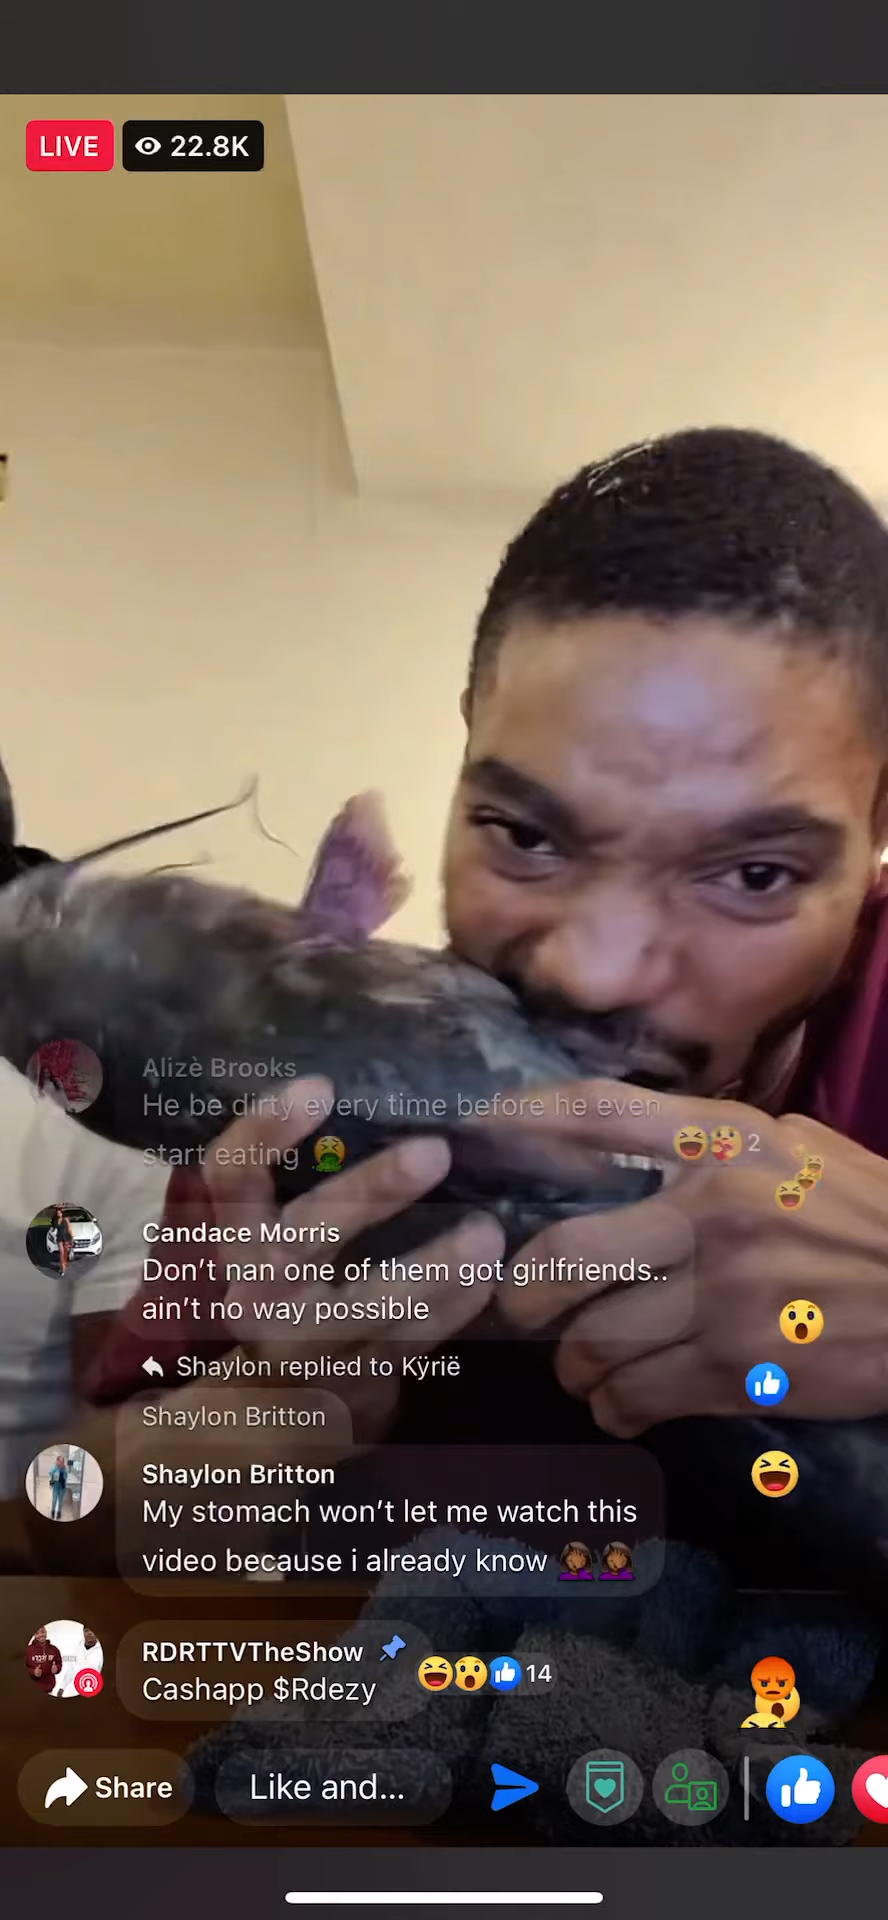 LIVE
22.8K
Alizè Brooks
He be dirty every time before he even
start eating 🤮
2
Candace Morris
Don't nan one of them got girlfriends..
ain't no way possible
Shaylon replied to Kÿrië
Shaylon Britton
Shaylon Britton
My stomach won't let me watch this
video because i already know 🤦🏾‍♀️🤦🏾‍♀️
RDRTTVTheShow
Cashapp $Rdezy
14
Share
Like and...